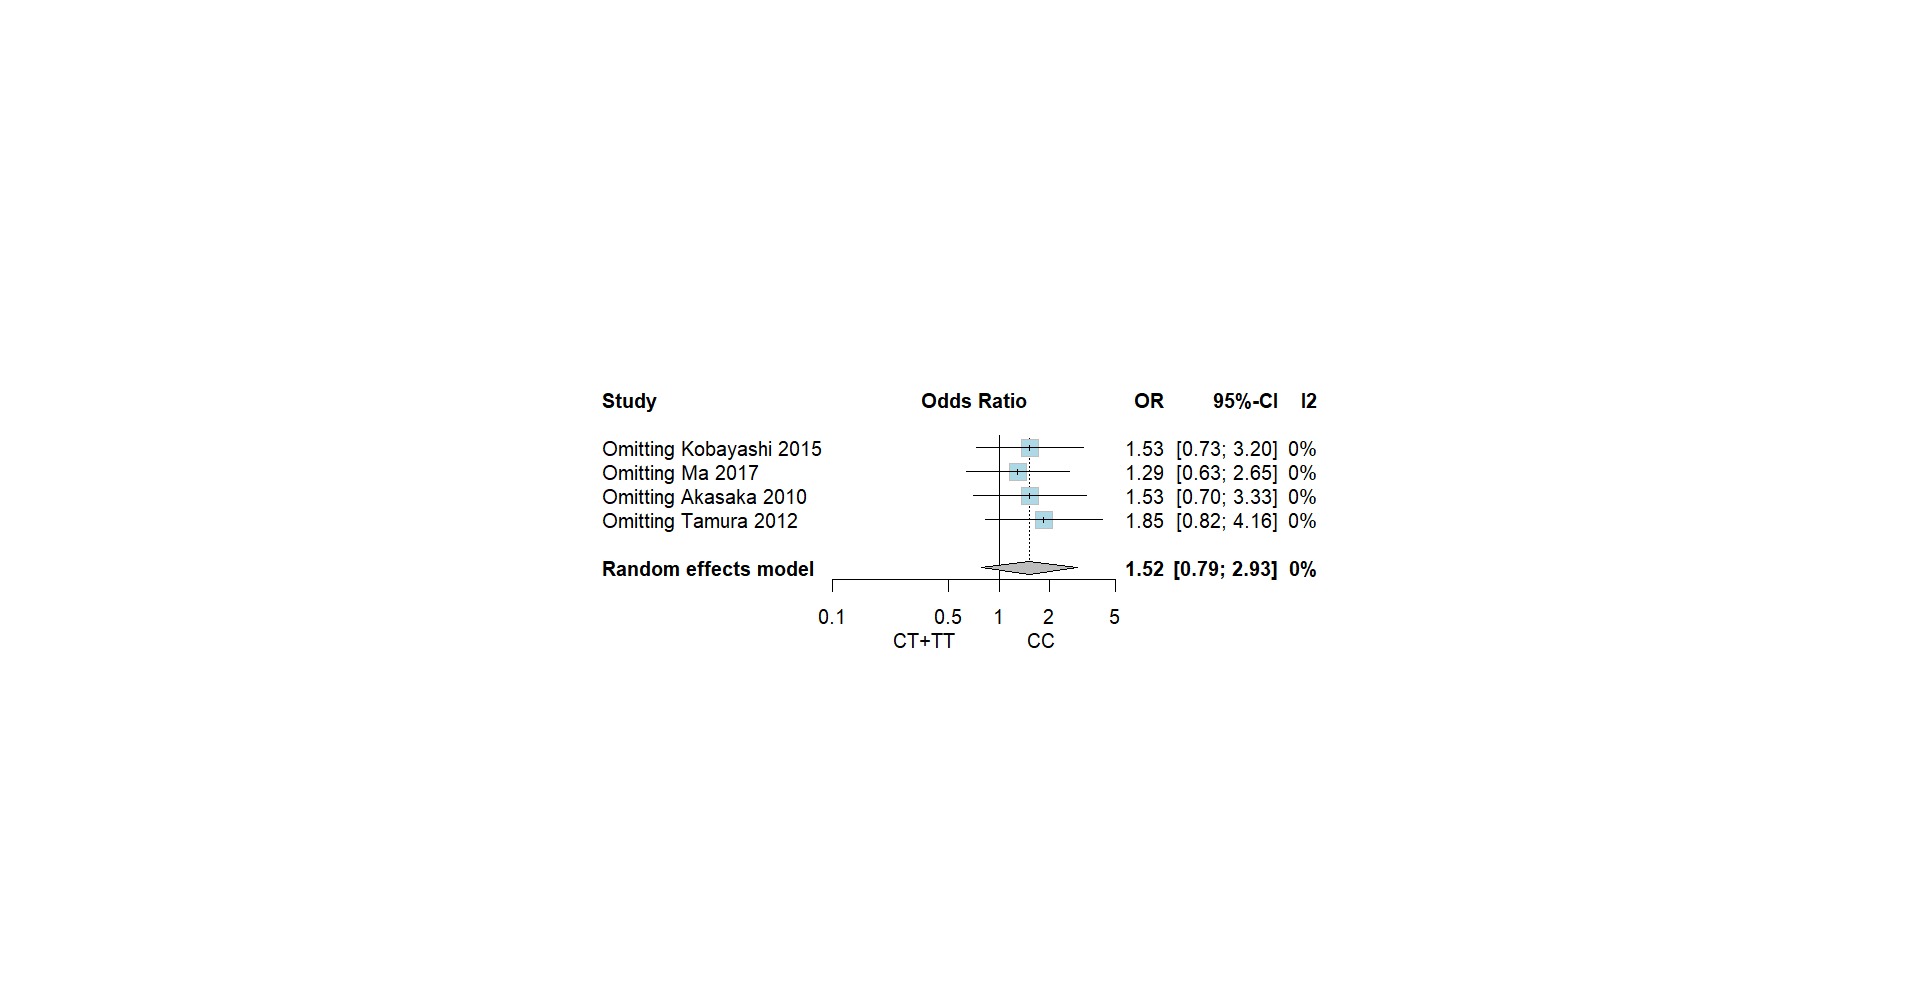 Study Odds Ratio OR 95%-CI I2
Omitting Kobayashi 2015 1.53 [0.73; 3.20] 0%
Omitting Ma 2017 1.29 [0.63; 2.65] 0%
Omitting Akasaka 2010 1.53 [0.70; 3.33] 0%
Omitting Tamura 2012 1.85 [0.82; 4.16] 0%
Random effects model 1.52 [0.79; 2.93] 0%
0.1 0.5 1 2 5
CT+TT CC